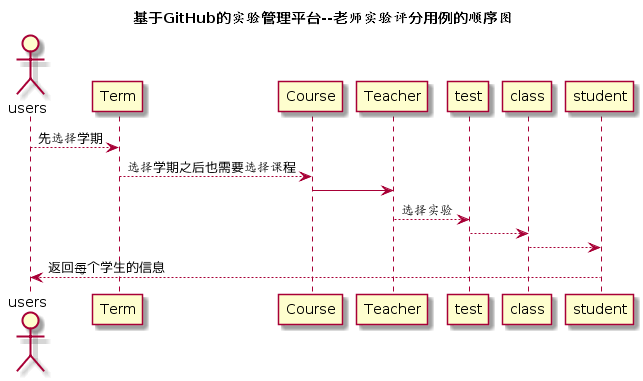 基于GitHub的实验管理平台--老师实验评分用例的顺序图
users
Term
Course
Teacher
test
class
student
先选择学期
选择学期之后也需要选择课程
选择实验
返回每个学生的信息
users
Term
Course
Teacher
test
class
student